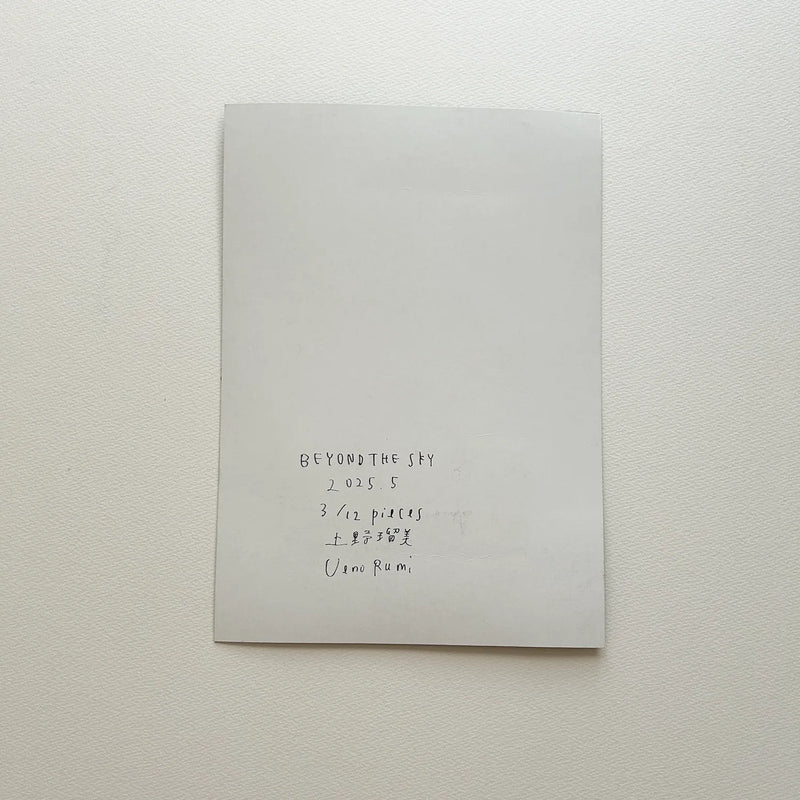 BEYOND THE SKY
2025.5
3/12 pieces
上野瑠美
Ueno Rumi